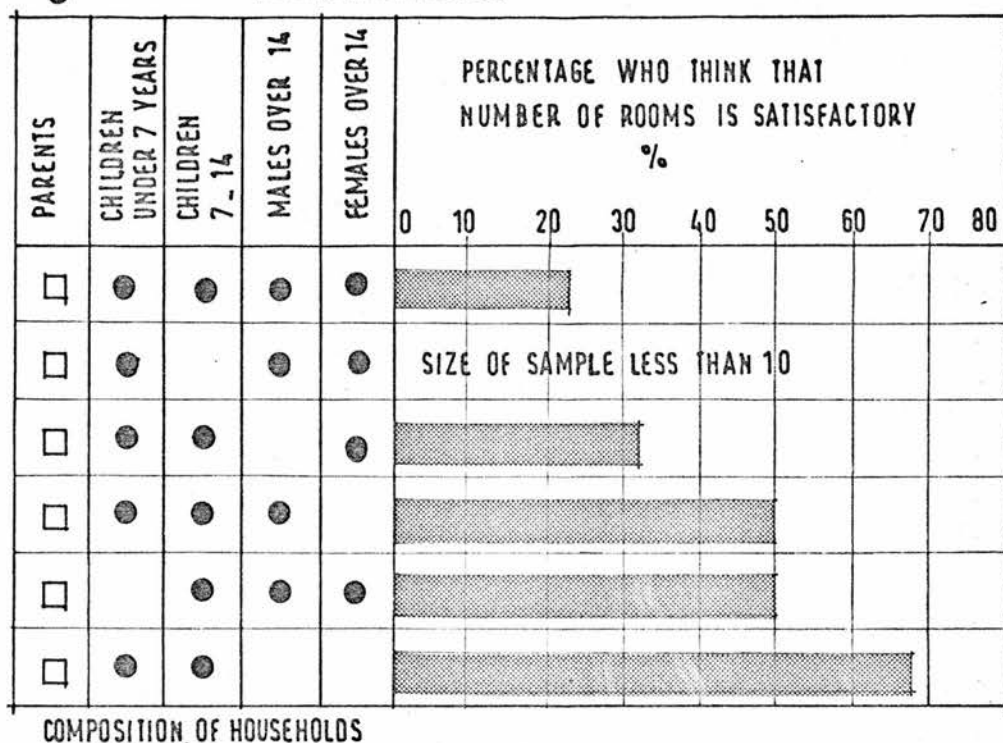 PARENTS
CHILDREN
UNDER 7 YEARS
CHILDREN
7_14
MALES OVER 14
FEMALES OVER 14
PERCENTAGE WHO THINK THAT
NUMBER OF ROOMS IS SATISFACTORY
%
0 10 20 30 40 50 60 70 80
SIZE OF SAMPLE LESS THAN 10
COMPOSITION OF HOUSEHOLDS